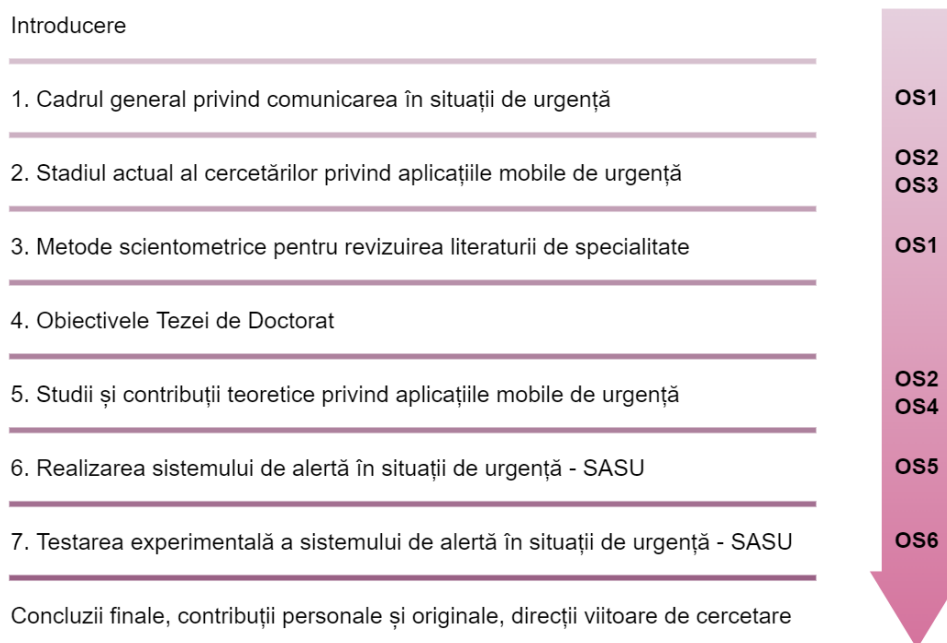 Introducere
1. Cadrul general privind comunicarea în situații de urgență
OS1
2. Stadiul actual al cercetărilor privind aplicațiile mobile de urgență
OS2
OS3
3. Metode scientometrice pentru revizuirea literaturii de specialitate
OS1
4. Obiectivele Tezei de Doctorat
5. Studii și contribuții teoretice privind aplicațiile mobile de urgență
OS2
OS4
6. Realizarea sistemului de alertă în situații de urgență - SASU
OS5
7. Testarea experimentală a sistemului de alertă în situații de urgență - SASU
OS6
Concluzii finale, contribuții personale și originale, direcții viitoare de cercetare